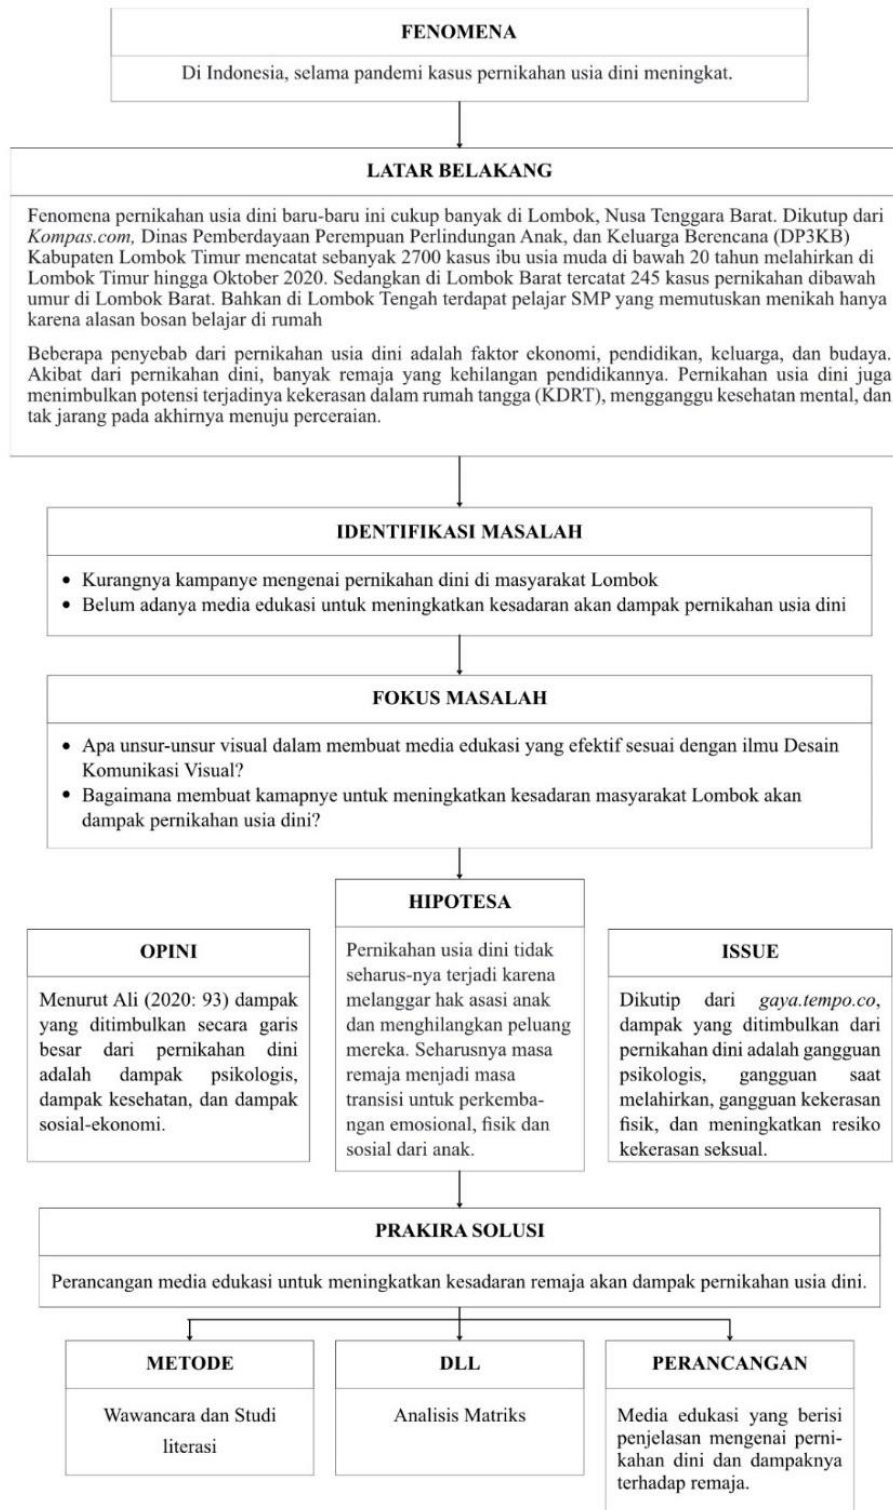 FENOMENA
Di Indonesia, selama pandemi kasus pernikahan usia dini meningkat.
LATAR BELAKANG
Fenomena pernikahan usia dini baru-baru ini cukup banyak di Lombok, Nusa Tenggara Barat. Dikutup dari
Kompas.com, Dinas Pemberdayaan Perempuan Perlindungan Anak, dan Keluarga Berencana (DP3KB)
Kabupaten Lombok Timur mencatat sebanyak 2700 kasus ibu usia muda di bawah 20 tahun melahirkan di
Lombok Timur hingga Oktober 2020. Sedangkan di Lombok Barat tercatat 245 kasus pernikahan dibawah
umur di Lombok Barat. Bahkan di Lombok Tengah terdapat pelajar SMP yang memutuskan menikah hanya
karena alasan bosan belajar di rumah
Beberapa penyebab dari pernikahan usia dini adalah faktor ekonomi, pendidikan, keluarga, dan budaya.
Akibat dari pernikahan dini, banyak remaja yang kehilangan pendidikannya. Pernikahan usia dini juga
menimbulkan potensi terjadinya kekerasan dalam rumah tangga (KDRT), mengganggu kesehatan mental, dan
tak jarang pada akhirnya menuju perceraian.
IDENTIFIKASI MASALAH
• Kurangnya kampanye mengenai pernikahan dini di masyarakat Lombok
• Belum adanya media edukasi untuk meningkatkan kesadaran akan dampak pernikahan usia dini
FOKUS MASALAH
• Apa unsur-unsur visual dalam membuat media edukasi yang efektif sesuai dengan ilmu Desain
Komunikasi Visual?
• Bagaimana membuat kamapnye untuk meningkatkan kesadaran masyarakat Lombok akan
dampak pernikahan usia dini?
OPINI
Menurut Ali (2020: 93) dampak
yang ditimbulkan secara garis
besar dari pernikahan dini
adalah dampak psikologis,
dampak kesehatan, dan dampak
sosial-ekonomi.
HIPOTESA
Pernikahan usia dini tidak
seharus-nya terjadi karena
melanggar hak asasi anak
dan menghilangkan peluang
mereka. Seharusnya masa
remaja menjadi masa
transisi untuk perkemba-
ngan emosional, fisik dan
sosial dari anak.
ISSUE
Dikutip dari gaya.tempo.co,
dampak yang ditimbulkan dari
pernikahan dini adalah gangguan
psikologis, gangguan saat
melahirkan, gangguan kekerasan
fisik, dan meningkatkan resiko
kekerasan seksual.
PRAKIRA SOLUSI
Perancangan media edukasi untuk meningkatkan kesadaran remaja akan dampak pernikahan usia dini.
METODE
Wawancara dan Studi
literasi
DLL
Analisis Matriks
PERANCANGAN
Media edukasi yang berisi
penjelasan mengenai perni-
kahan dini dan dampaknya
terhadap remaja.